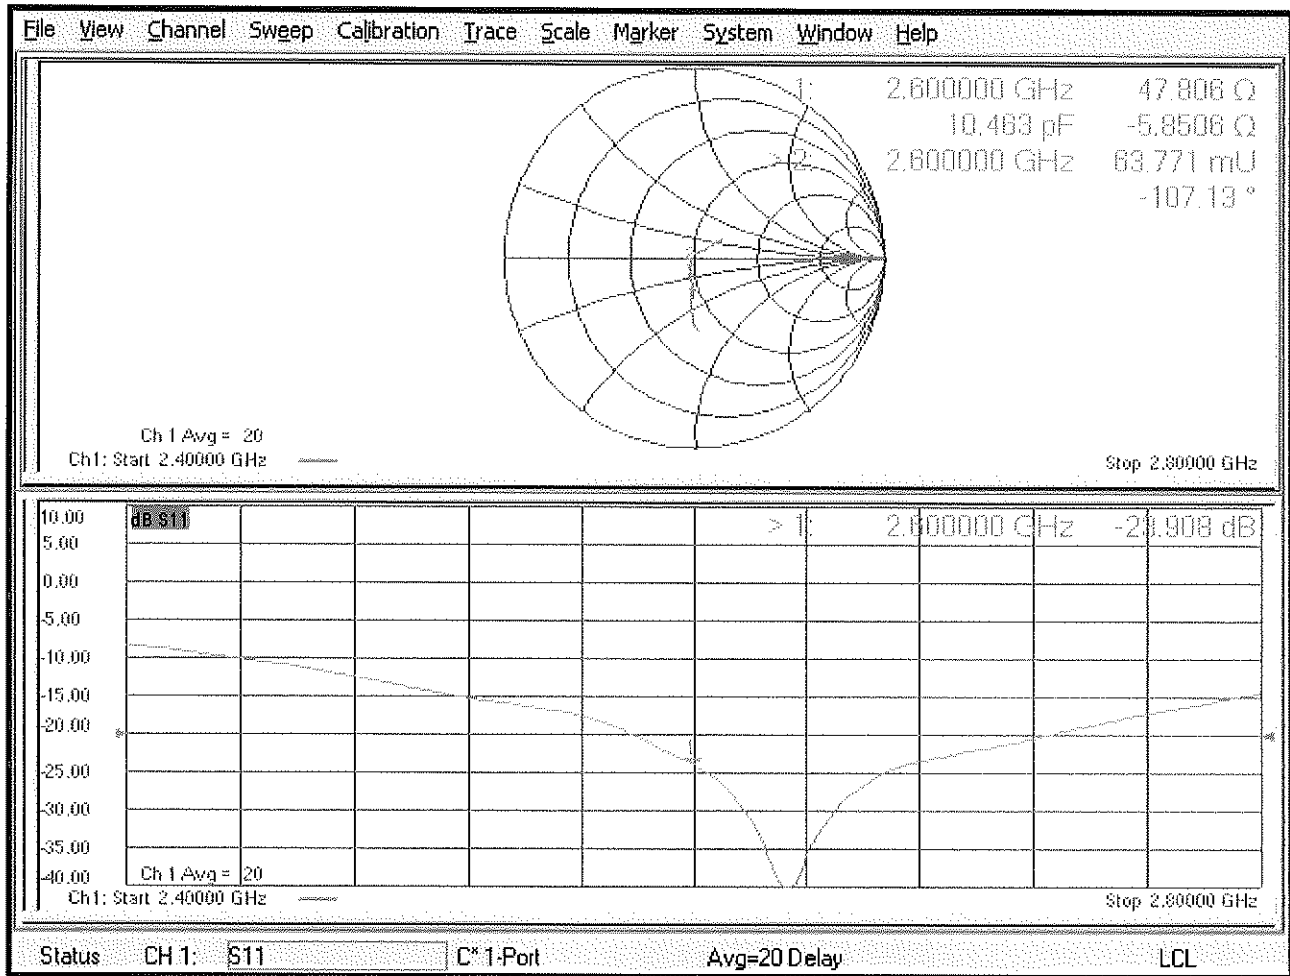 File View Channel Sweep Calibration Trace Scale Marker System Window Help
1: 2.600000 GHz 47.806 Ω
10.463 pF -5.8506 Ω
> 2: 2.600000 GHz 63.771 mU
-107.13 °
Ch 1 Avg = 20
Ch1: Start 2.40000 GHz
Stop 2.80000 GHz
10.00 dB S11
> 1: 2.600000 GHz -23.908 dB
5.00
0.00
-5.00
-10.00
-15.00
-20.00
-25.00
-30.00
-35.00
-40.00
Ch 1 Avg = 20
Ch1: Start 2.40000 GHz
Stop 2.80000 GHz
Status CH 1: S11 C* 1-Port Avg=20 Delay LCL